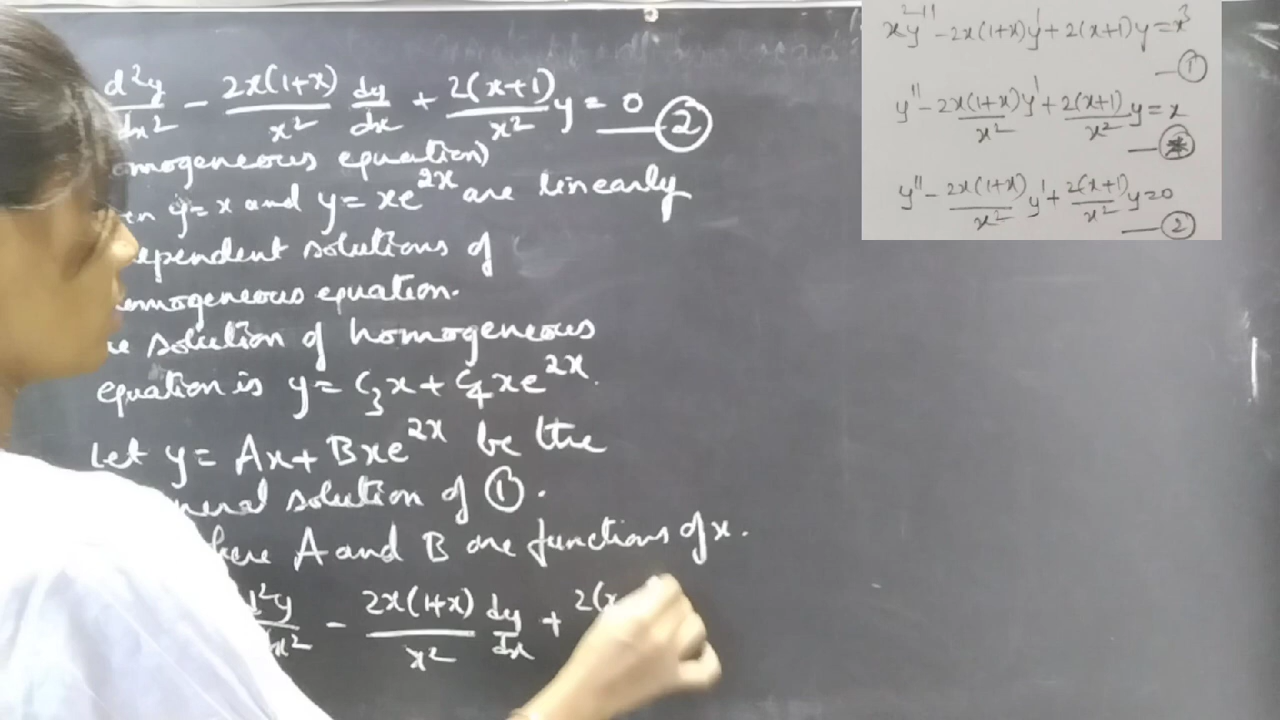 d²y/dx² - 2x(1+x)/x² dy/dx + 2(x+1)/x² y = 0 — ②
omogeneous equation)
en y=x and y= xe^2x are linearly
ependent solutions of
omogeneous equation.
solution of homogeneous
equation is y= C₃x + C₄xe^2x.
Let y= Ax + Bxe^2x be the
neral solution of ①.
here A and B are functions of x.
d²y/dx² - 2x(1+x)/x² dy/dx + 2(x
x²y'' - 2x(1+x)y' + 2(x+1)y = x³
— ①
y'' - 2x(1+x)/x² y' + 2(x+1)/x² y = x
— ✱
y'' - 2x(1+x)/x² y' + 2(x+1)/x² y = 0
— ②